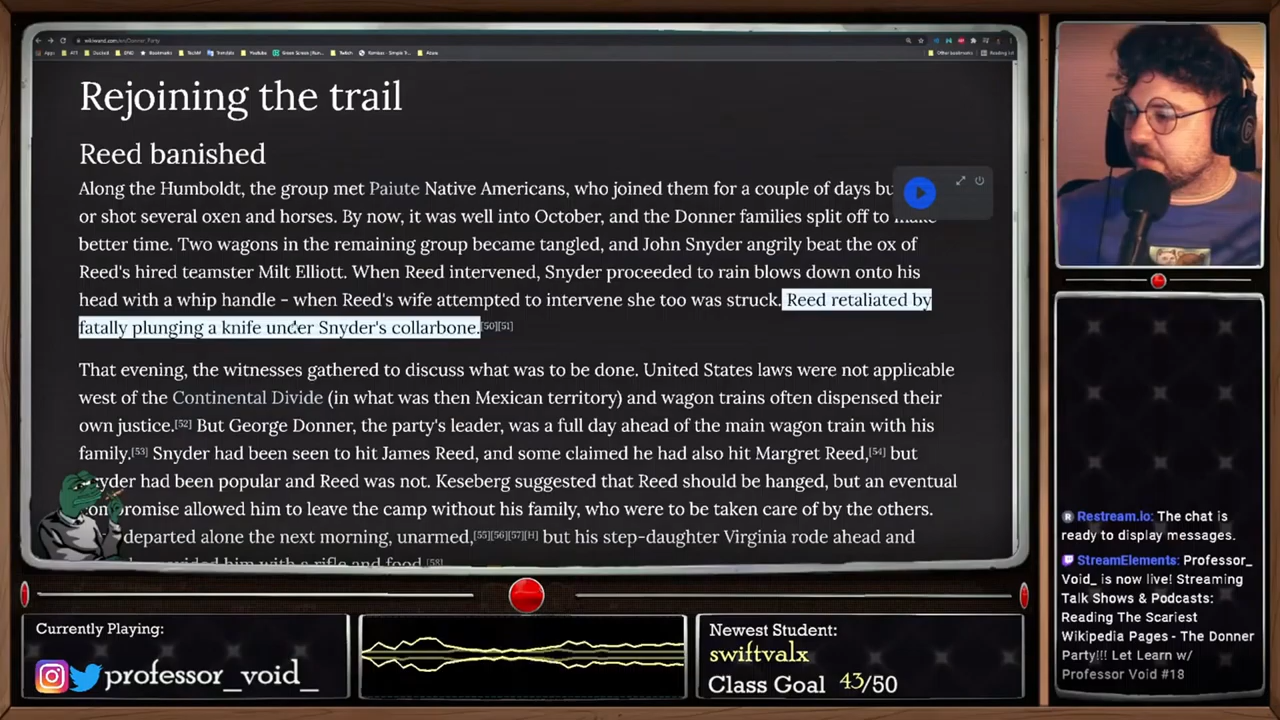 wikiwand.com/en/Donner_Party
Rejoining the trail
Reed banished
Along the Humboldt, the group met Paiute Native Americans, who joined them for a couple of days bu
or shot several oxen and horses. By now, it was well into October, and the Donner families split off to make
better time. Two wagons in the remaining group became tangled, and John Snyder angrily beat the ox of
Reed's hired teamster Milt Elliott. When Reed intervened, Snyder proceeded to rain blows down onto his
head with a whip handle – when Reed's wife attempted to intervene she too was struck. Reed retaliated by
fatally plunging a knife under Snyder's collarbone.[50][51]
That evening, the witnesses gathered to discuss what was to be done. United States laws were not applicable
west of the Continental Divide (in what was then Mexican territory) and wagon trains often dispensed their
own justice.[52] But George Donner, the party's leader, was a full day ahead of the main wagon train with his
family.[53] Snyder had been seen to hit James Reed, and some claimed he had also hit Margret Reed,[54] but
nyder had been popular and Reed was not. Keseberg suggested that Reed should be hanged, but an eventual
compromise allowed him to leave the camp without his family, who were to be taken care of by the others.
departed alone the next morning, unarmed,[55][56][57][H] but his step-daughter Virginia rode ahead and
him with a rifle and food.[58]
Currently Playing:
professor_void_
Newest Student:
swiftvalx
Class Goal 43/50
Restream.io: The chat is
ready to display messages.
StreamElements: Professor_
Void_ is now live! Streaming
Talk Shows & Podcasts:
Reading The Scariest
Wikipedia Pages - The Donner
Party!!! Let Learn w/
Professor Void #18